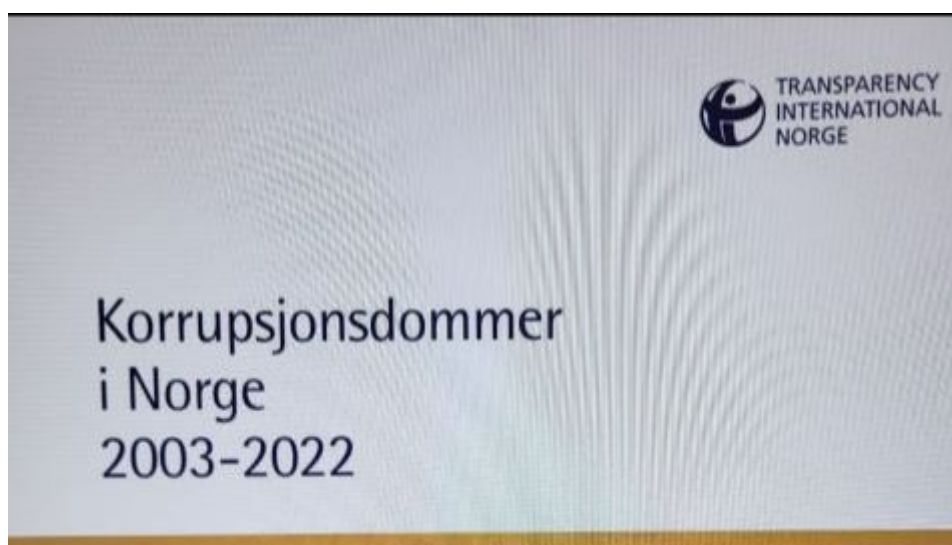 TRANSPARENCY
INTERNATIONAL
NORGE
Korrupsjonsdommer
i Norge
2003-2022